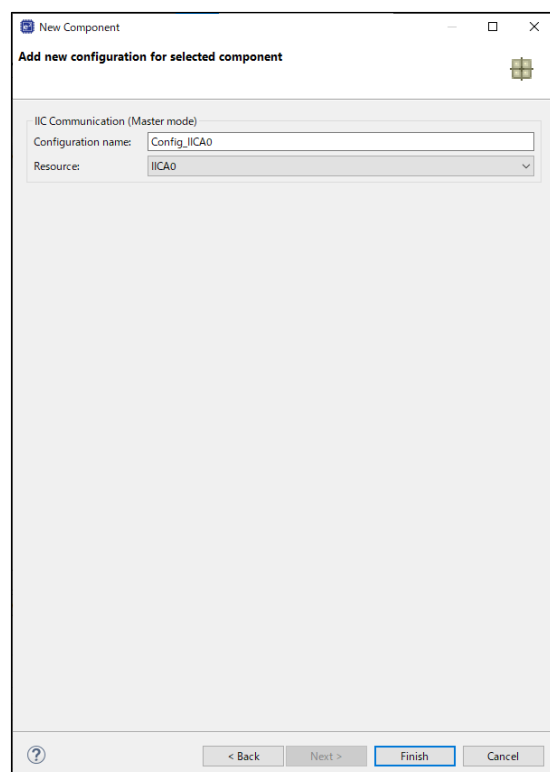 New Component
Add new configuration for selected component
IIC Communication (Master mode)
Configuration name: Config_IICA0
Resource: IICA0
? < Back Next > Finish Cancel